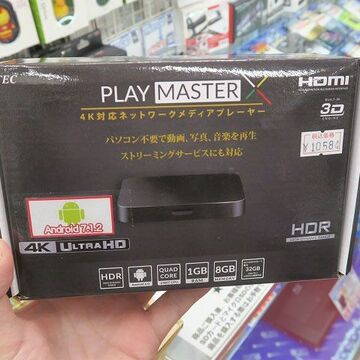 TEC
PLAY MASTER X
HDMI
4K対応ネットワークメディアプレーヤー
3D
パソコン不要で動画、写真、音楽を再生
ストリーミングサービスにも対応
¥10584
Android7.1.2
4K ULTRA HD
HDR
HDR
QUAD CORE
1GB
RAM
8GB
32GB